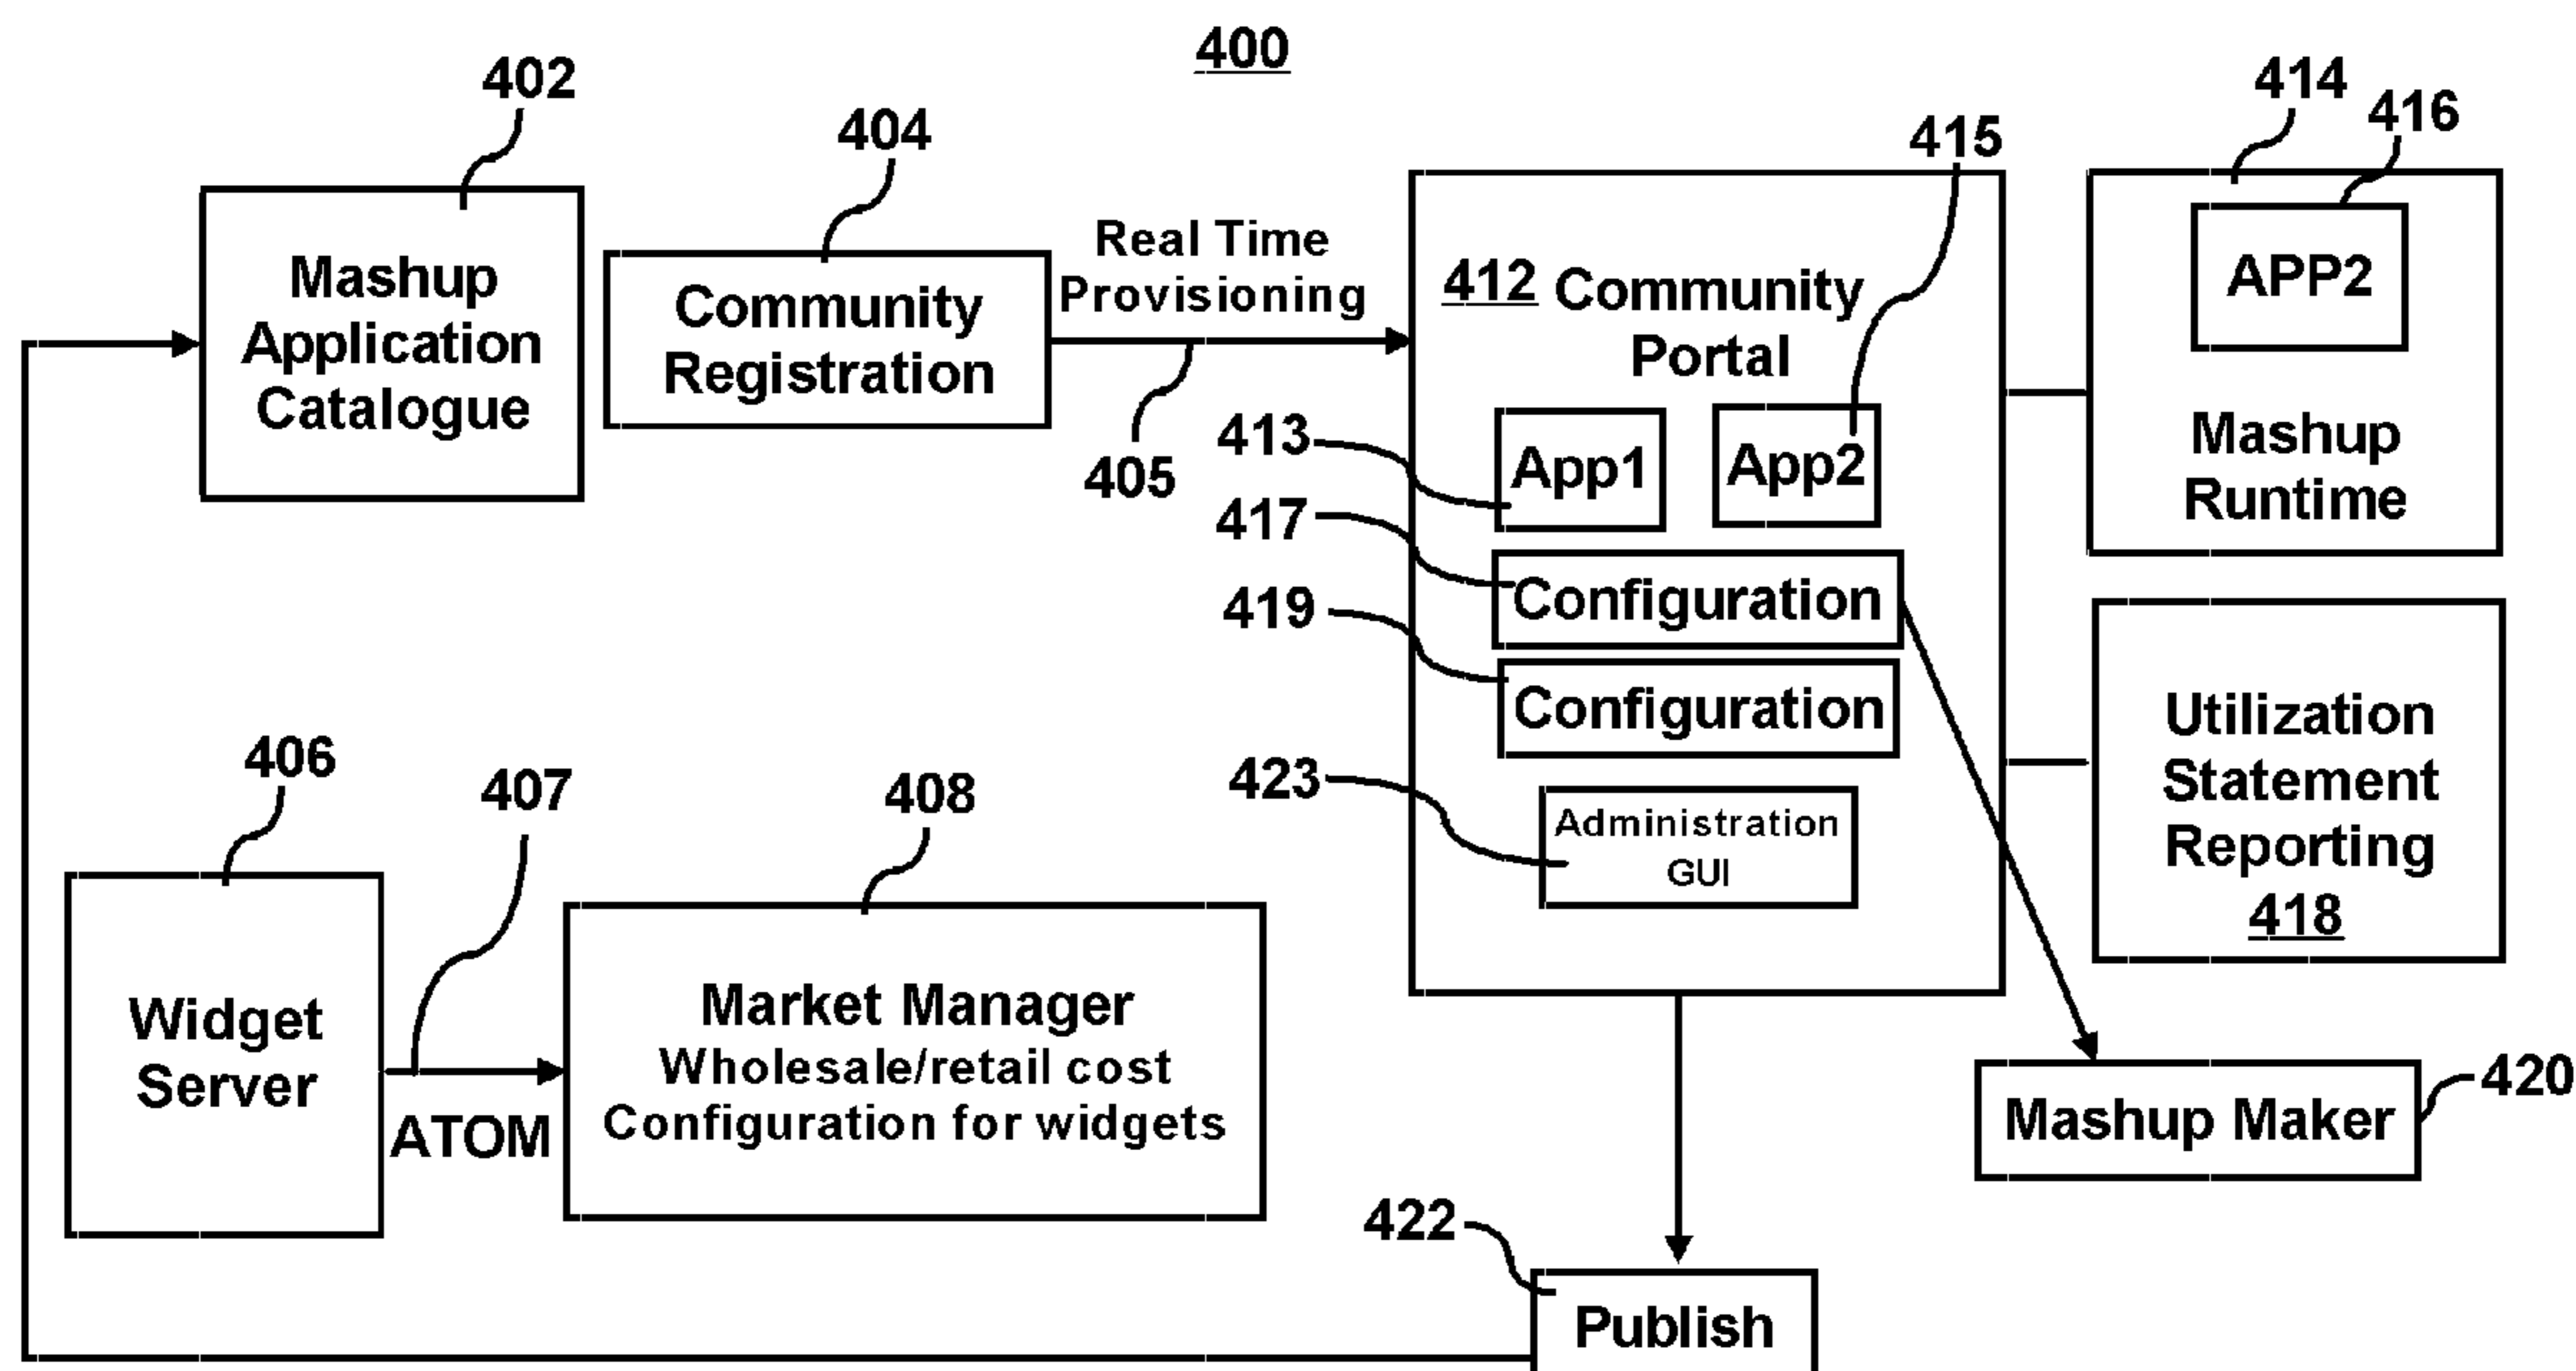 400
402
404
414
416
415
Mashup
Application
Catalogue
Community
Registration
Real Time
Provisioning
405
412 Community
Portal
APP2
Mashup
Runtime
413
App1
App2
417
Configuration
419
Configuration
423
Administration
GUI
Utilization
Statement
Reporting
418
406
407
408
Widget
Server
ATOM
Market Manager
Wholesale/retail cost
Configuration for widgets
Mashup Maker
420
422
Publish